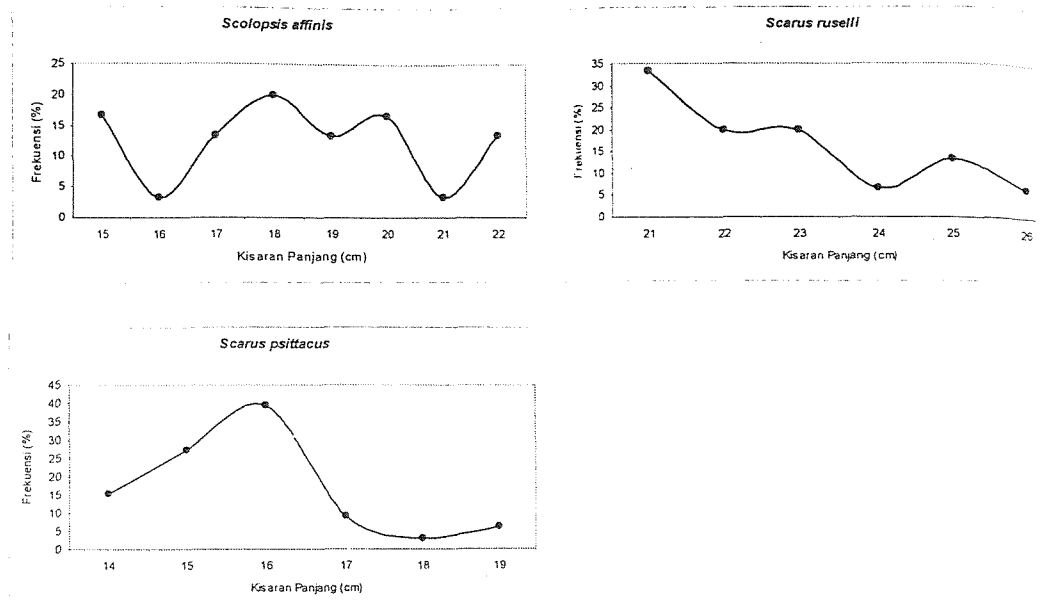 Scolopsis affinis
25
20
15
10
5
0
Frekuensi (%)
15 16 17 18 19 20 21 22
Kisaran Panjang (cm)
Scarus ruselli
35
30
25
20
15
10
5
0
Frekuensi (%)
21 22 23 24 25 26
Kisaran Panjang (cm)
Scarus psittacus
45
40
35
30
25
20
15
10
5
0
Frekuensi (%)
14 15 16 17 18 19
Kisaran Panjang (cm)